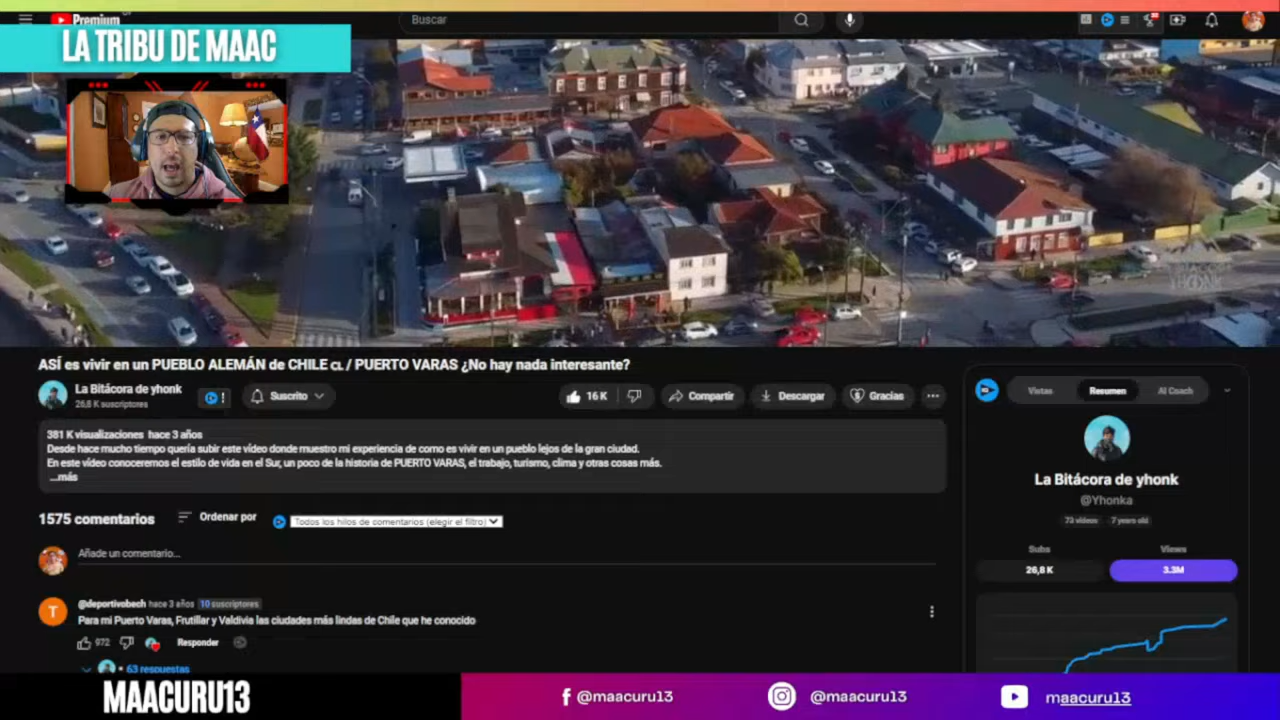 Premium
Buscar
LA TRIBU DE MAAC
ASÍ es vivir en un PUEBLO ALEMÁN de CHILE CL / PUERTO VARAS ¿No hay nada interesante?
La Bitácora de yhonk
26,8 K suscriptores
!
Suscrito
16 K
Compartir
Descargar
Gracias
381 K visualizaciones hace 3 años
Desde hace mucho tiempo quería subir este vídeo donde muestro mi experiencia de como es vivir en un pueblo lejos de la gran ciudad.
En este vídeo conoceremos el estilo de vida en el Sur, un poco de la historia de PUERTO VARAS, el trabajo, turismo, clima y otras cosas más.
...más
1575 comentarios
Ordenar por
Todos los hilos de comentarios (elegir el filtro)
Añade un comentario...
T
@deportivobech hace 3 años 10 suscriptores
Para mi Puerto Varas, Frutillar y Valdivia las ciudades más lindas de Chile que he conocido
972
Responder
63 respuestas
Vistas
Resumen
AI Coach
La Bitácora de yhonk
@Yhonka
73 videos 7 years old
Subs
Views
26,8 K
3.3M
MAACURU13
@maacuru13
@maacuru13
maacuru13